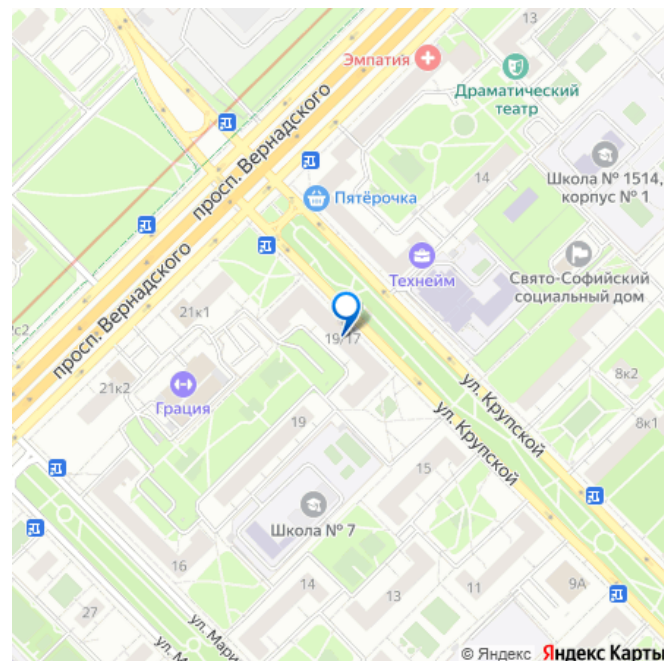 13
Эмпатия
Драматический
театр
просп. Вернадского
Школа № 1514,
корпус № 1
14
Пятёрочка
Технейм
Свято-Софийский
социальный дом
просп. Вернадского
21к1
19/17
8к2
21к2
Грация
ул. Крупской
8к1
19
ул. Крупской
15
Школа № 7
16
14
13
11
9А
27
ул. Мари
ул. М
© Яндекс Яндекс Карты